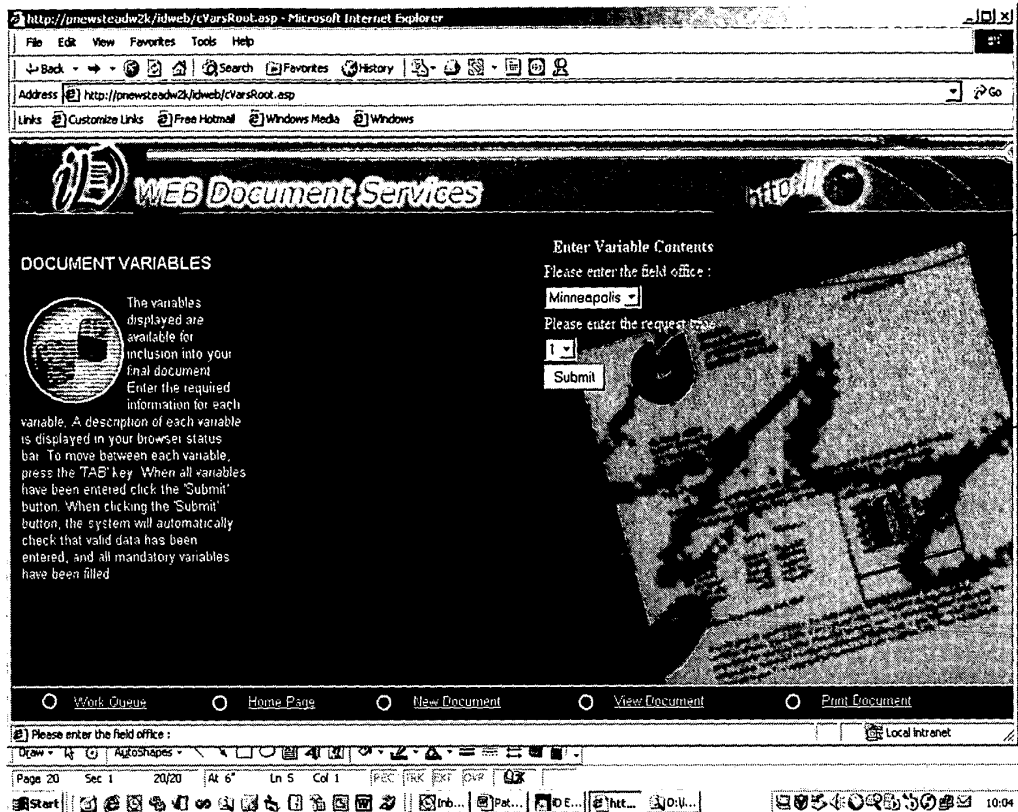 http://pnewsteadw2k/idweb/cVarsRoot.asp - Microsoft Internet Explorer
File Edit View Favorites Tools Help
Back Search Favorites History
Address http://pnewsteadw2k/idweb/cVarsRoot.asp Go
Links Customize Links Free Hotmail Windows Media Windows
iD WEB Document Services http://
DOCUMENT VARIABLES
The variables
displayed are
available for
inclusion into your
final document
Enter the required
information for each
variable. A description of each variable
is displayed in your browser status
bar. To move between each variable,
press the 'TAB' key. When all variables
have been entered click the 'Submit'
button. When clicking the 'Submit'
button, the system will automatically
check that valid data has been
entered, and all mandatory variables
have been filled
Enter Variable Contents
Please enter the field office :
Minneapolis
Please enter the request type
1
Submit
Work Queue Home Page New Document View Document Print Document
Please enter the field office : Local intranet
Draw AutoShapes
Page 20 Sec 1 20/20 At 6" Ln 5 Col 1 REC TRK EXT OVR
Start Inb... Pat... iD E... htt... D:\... 10:04